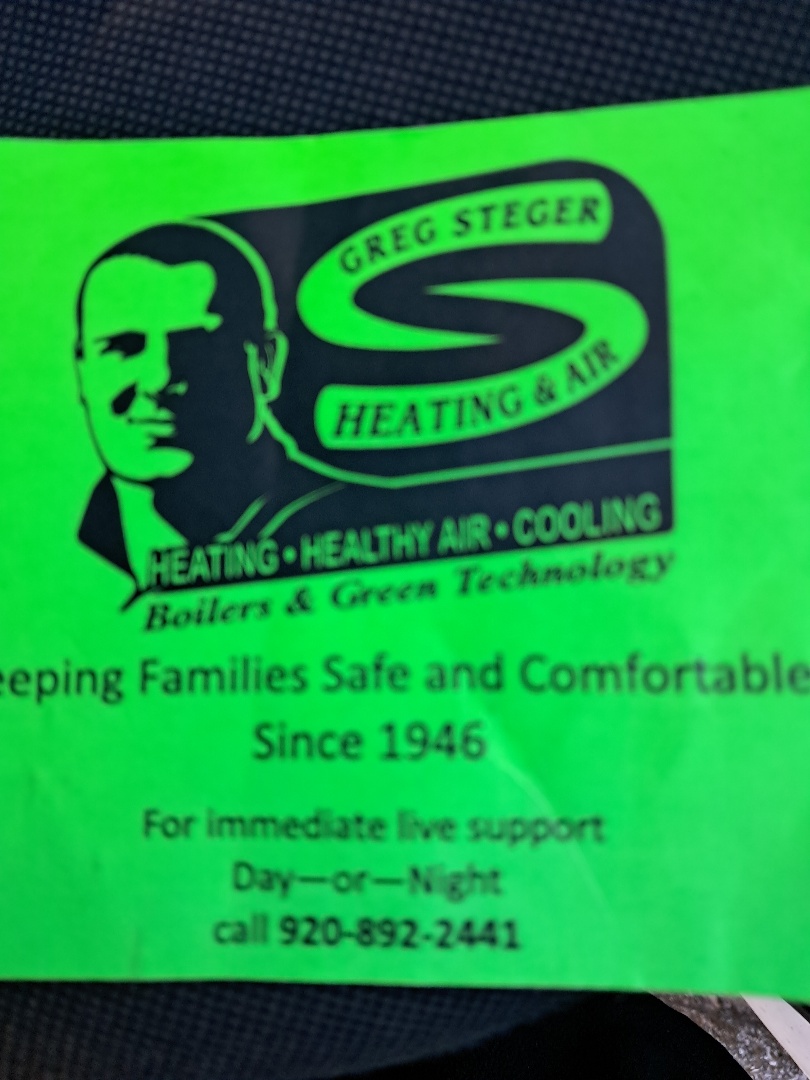 GREG STEGER
HEATING & AIR
HEATING • HEALTHY AIR • COOLING
Boilers & Green Technology
eeping Families Safe and Comfortable
Since 1946
For immediate live support
Day—or—Night
call 920-892-2441